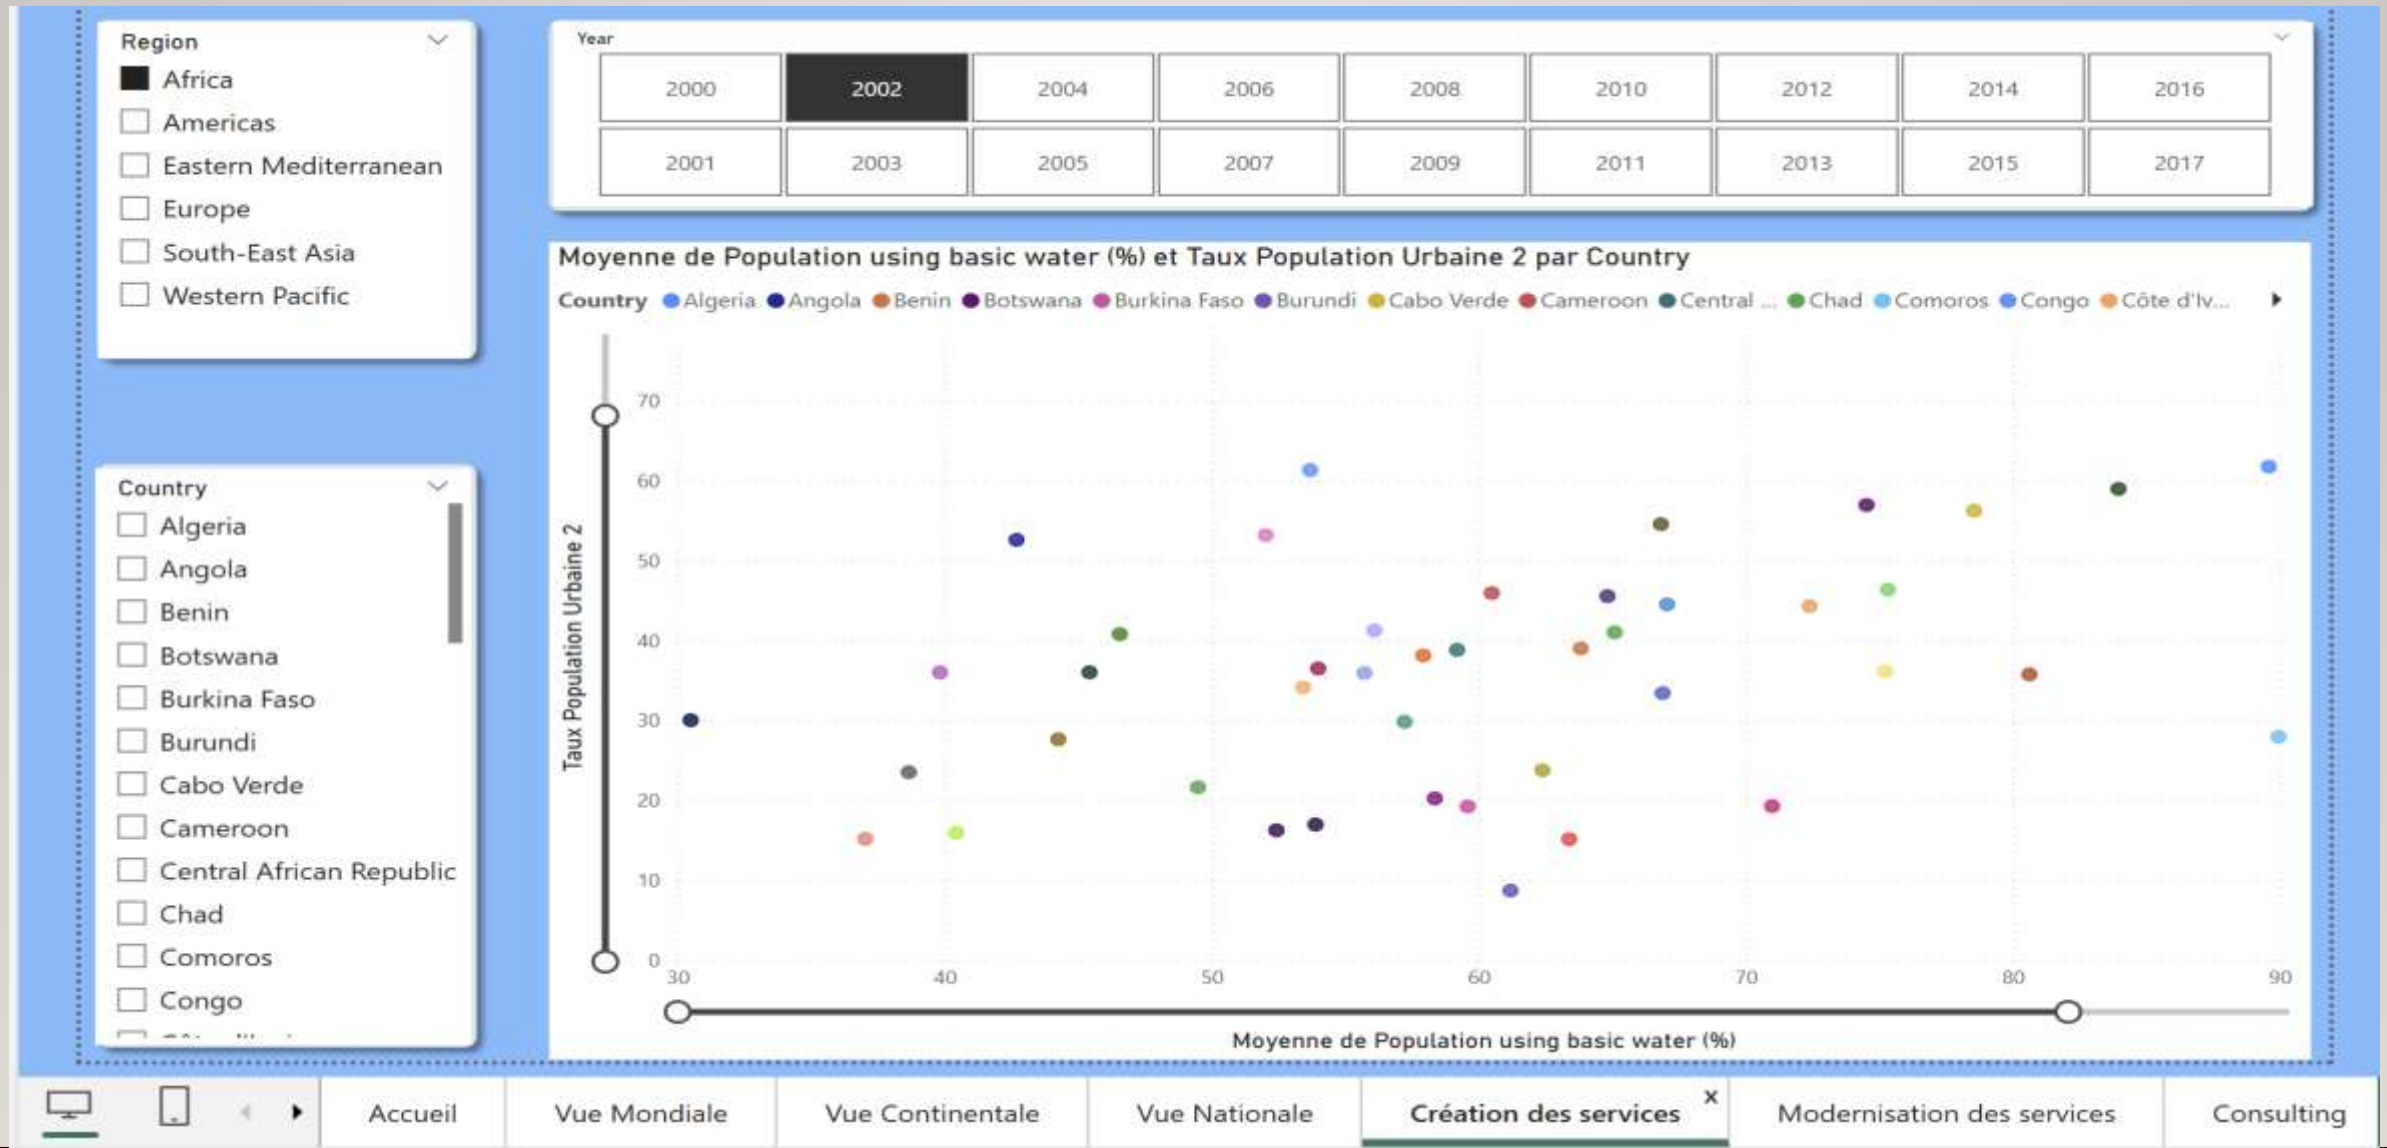 Region
Africa
Americas
Eastern Mediterranean
Europe
South-East Asia
Western Pacific
Year
2000 2002 2004 2006 2008 2010 2012 2014 2016
2001 2003 2005 2007 2009 2011 2013 2015 2017
Country
Algeria
Angola
Benin
Botswana
Burkina Faso
Burundi
Cabo Verde
Cameroon
Central African Republic
Chad
Comoros
Congo
Moyenne de Population using basic water (%) et Taux Population Urbaine 2 par Country
Country Algeria Angola Benin Botswana Burkina Faso Burundi Cabo Verde Cameroon Central ... Chad Comoros Congo Côte d'Iv...
Taux Population Urbaine 2
70
60
50
40
30
20
10
0
30 40 50 60 70 80 90
Moyenne de Population using basic water (%)
Accueil Vue Mondiale Vue Continentale Vue Nationale Création des services x Modernisation des services Consulting